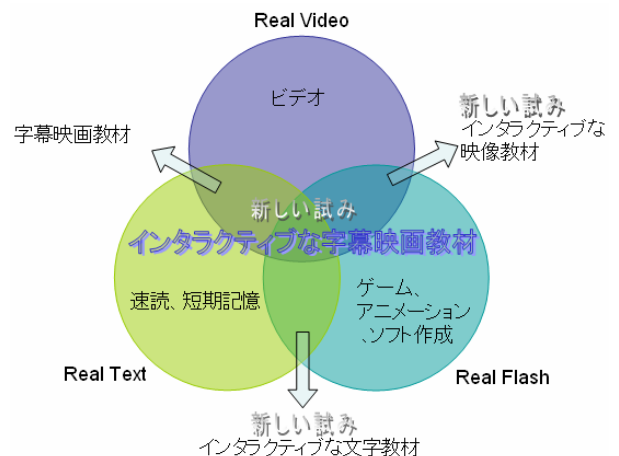 Real Video
ビデオ
字幕映画教材
新しい試み
インタラクティブな
映像教材
新しい試み
インタラクティブな字幕映画教材
速読、短期記憶
ゲーム、
アニメーション
、ソフト作成
Real Text
Real Flash
新しい試み
インタラクティブな文字教材